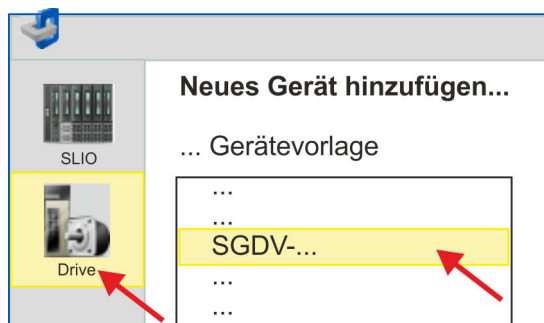 Neues Gerät hinzufügen...
SLIO
... Gerätevorlage
...
...
SGDV-...
Drive
...
...